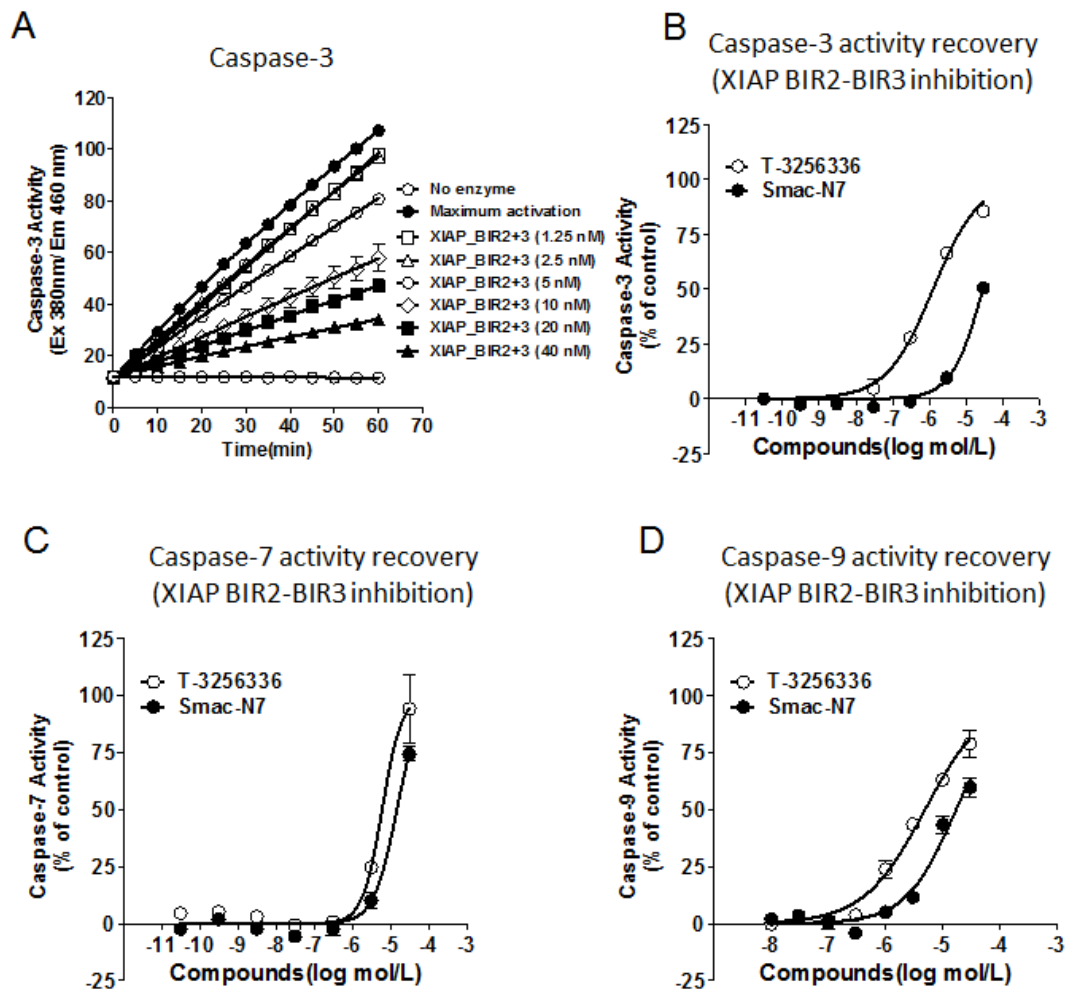 A
Caspase-3
Caspase-3 Activity
(Ex 380nm/ Em 460 nm)
120
100
80
60
40
20
0
0 10 20 30 40 50 60 70
Time(min)
No enzyme
Maximum activation
XIAP_BIR2+3 (1.25 nM)
XIAP_BIR2+3 (2.5 nM)
XIAP_BIR2+3 (5 nM)
XIAP_BIR2+3 (10 nM)
XIAP_BIR2+3 (20 nM)
XIAP_BIR2+3 (40 nM)
B
Caspase-3 activity recovery
(XIAP BIR2-BIR3 inhibition)
Caspase-3 Activity
(% of control)
125
100
75
50
25
0
-25
T-3256336
Smac-N7
-11 -10 -9 -8 -7 -6 -5 -4 -3
Compounds(log mol/L)
C
Caspase-7 activity recovery
(XIAP BIR2-BIR3 inhibition)
Caspase-7 Activity
(% of control)
125
100
75
50
25
0
-25
T-3256336
Smac-N7
-11 -10 -9 -8 -7 -6 -5 -4 -3
Compounds(log mol/L)
D
Caspase-9 activity recovery
(XIAP BIR2-BIR3 inhibition)
Caspase-9 Activity
(% of control)
125
100
75
50
25
0
-25
T-3256336
Smac-N7
-8 -7 -6 -5 -4 -3
Compounds(log mol/L)